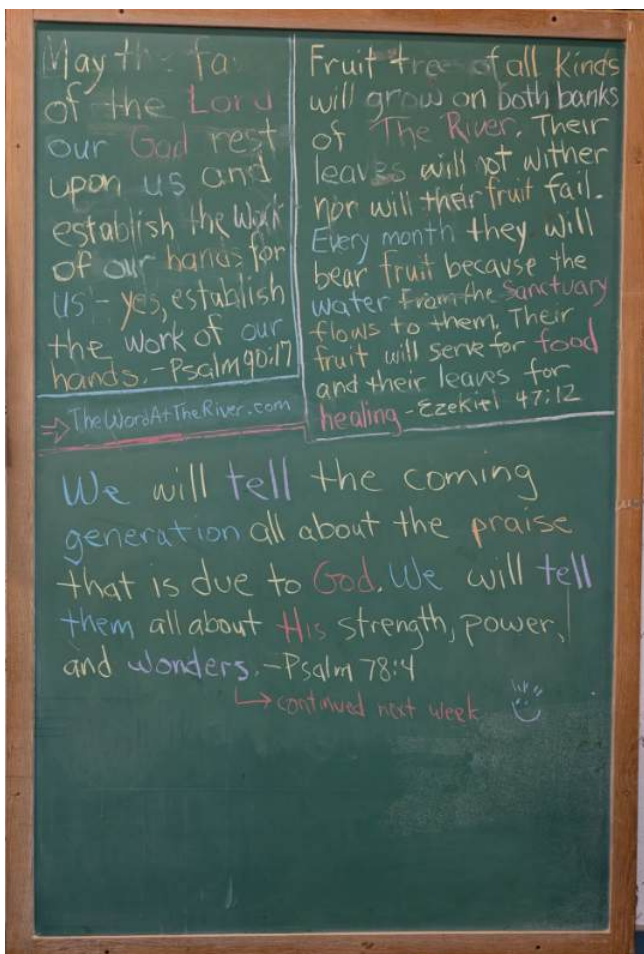 May the fa
of the Lord
our God rest
upon us and
establish the work
of our hands for
us - yes, establish
the work of our
hands. - Psalm 90:17
→ TheWordAtTheRiver.com
Fruit tree of all kinds
will grow on both banks
of The River. Their
leaves will not wither
nor will their fruit fail.
Every month they will
bear fruit because the
water from the Sanctuary
flows to them. Their
fruit will serve for food
and their leaves for
healing - Ezekiel 47:12
We will tell the coming
generation all about the praise
that is due to God. We will tell
them all about His strength, power,
and wonders. - Psalm 78:4
→ continued next week